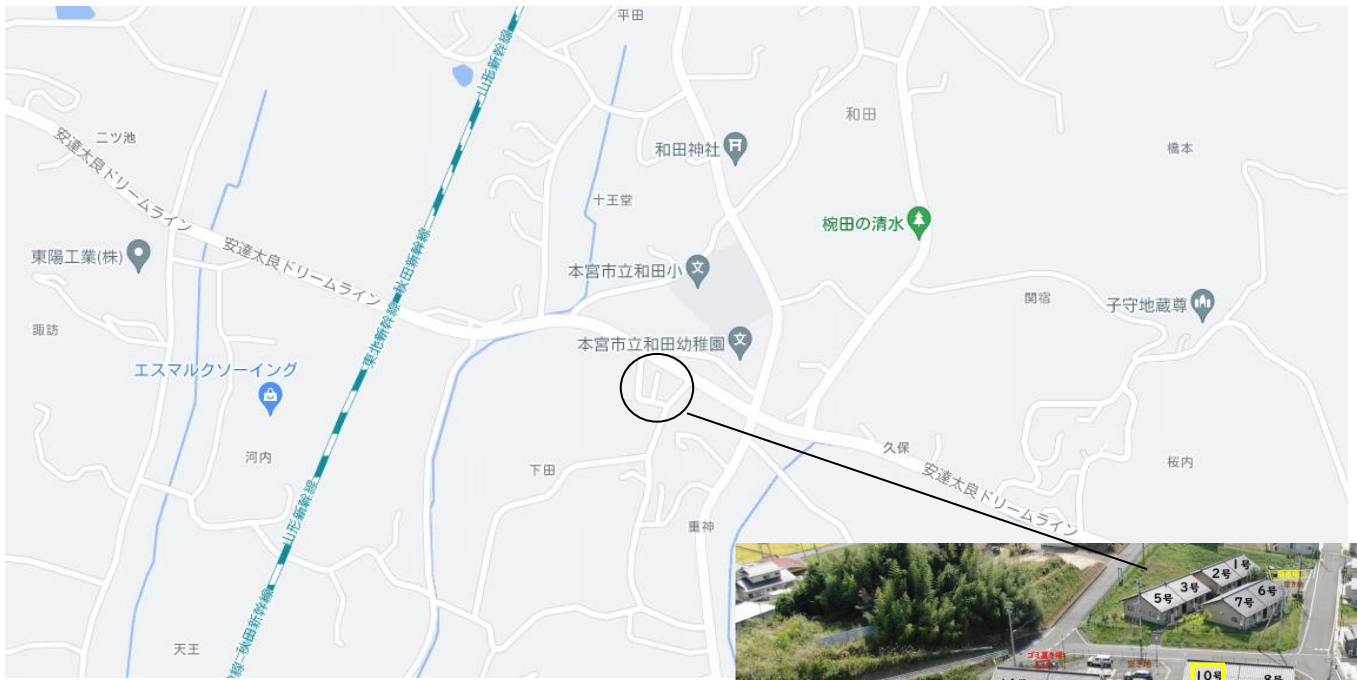 平田
山形新幹線
和田
二ツ池
安達太良ドリームライン
和田神社
橋本
十王堂
椀田の清水
東陽工業(株)
安達太良ドリームライン
秋田新幹線
本宮市立和田小
関宿
子守地蔵尊
諏訪
東北新幹線
本宮市立和田幼稚園
エスマルクソーイング
久保
河内
下田
桜内
安達太良ドリームライン
山形新幹線
重神
1号
2号
3号
5号
6号
7号
秋田新幹線
天王
ゴミ置き場
10号
8号